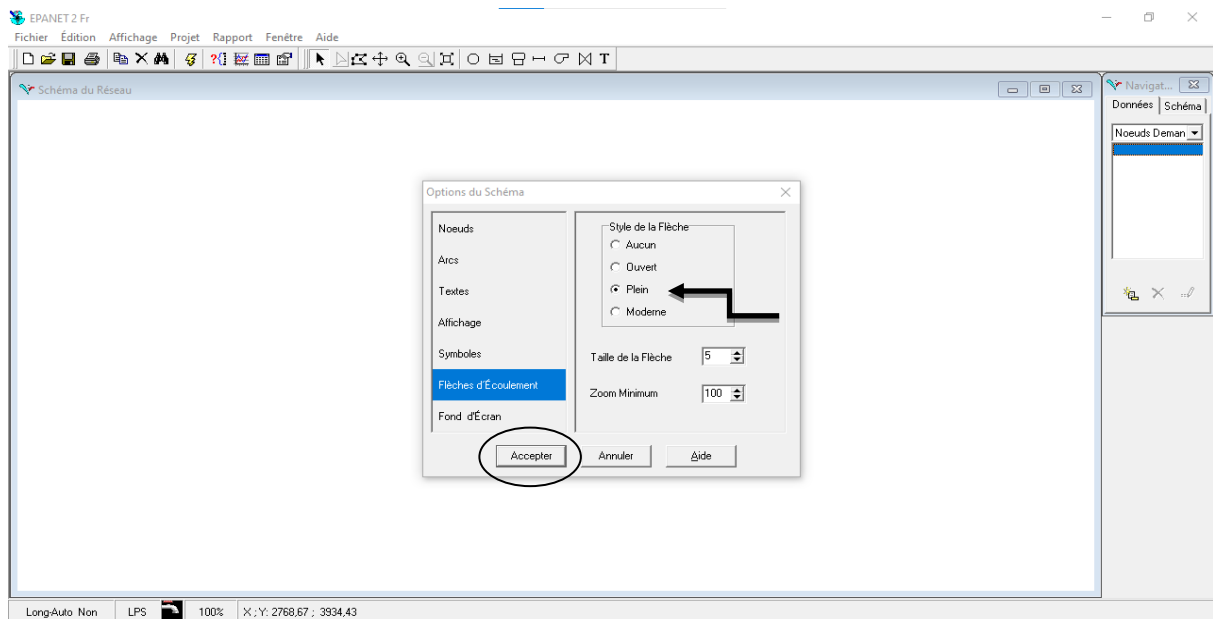 EPANET 2 Fr
Fichier Édition Affichage Projet Rapport Fenêtre Aide
T
Schéma du Réseau
Navigat...
Données Schéma
Noeuds Deman
Options du Schéma
Noeuds
Arcs
Textes
Affichage
Symboles
Flèches d'Écoulement
Fond d'Écran
Style de la Flèche
Aucun
Ouvert
Plein
Moderne
Taille de la Flèche 5
Zoom Minimum 100
Accepter Annuler Aide
Long-Auto Non LPS 100% X ; Y: 2768,67 ; 3934,43